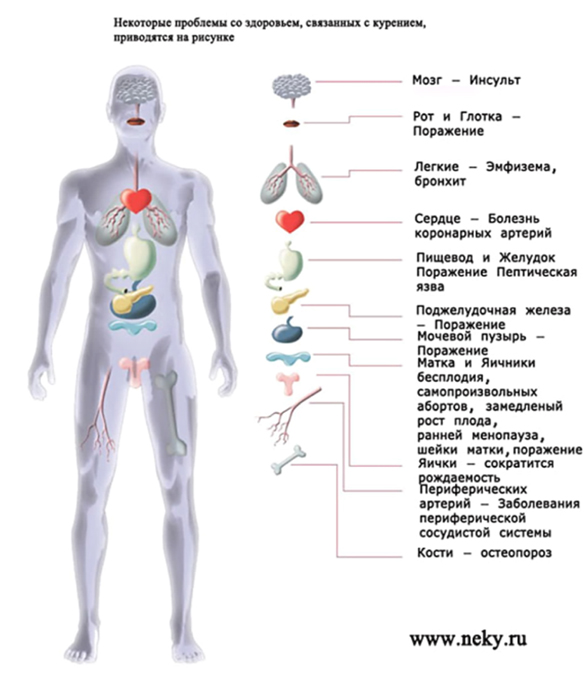 Некоторые проблемы со здоровьем, связанных с курением,
приводятся на рисунке
Мозг – Инсульт
Рот и Глотка –
Поражение
Легкие – Эмфизема,
бронхит
Сердце – Болезнь
коронарных артерий
Пищевод и Желудок
Поражение Пептическая
язва
Поджелудочная железа
– Поражение
Мочевой пузырь –
Поражение
Матка и Яичники
бесплодия,
самопроизвольных
абортов, замедленый
рост плода,
ранней менопауза,
шейки матки,поражение
Яички – сократится
рождаемость
Периферических
артерий – Заболевания
периферической
сосудистой системы
Кости – остеопороз
www.neky.ru